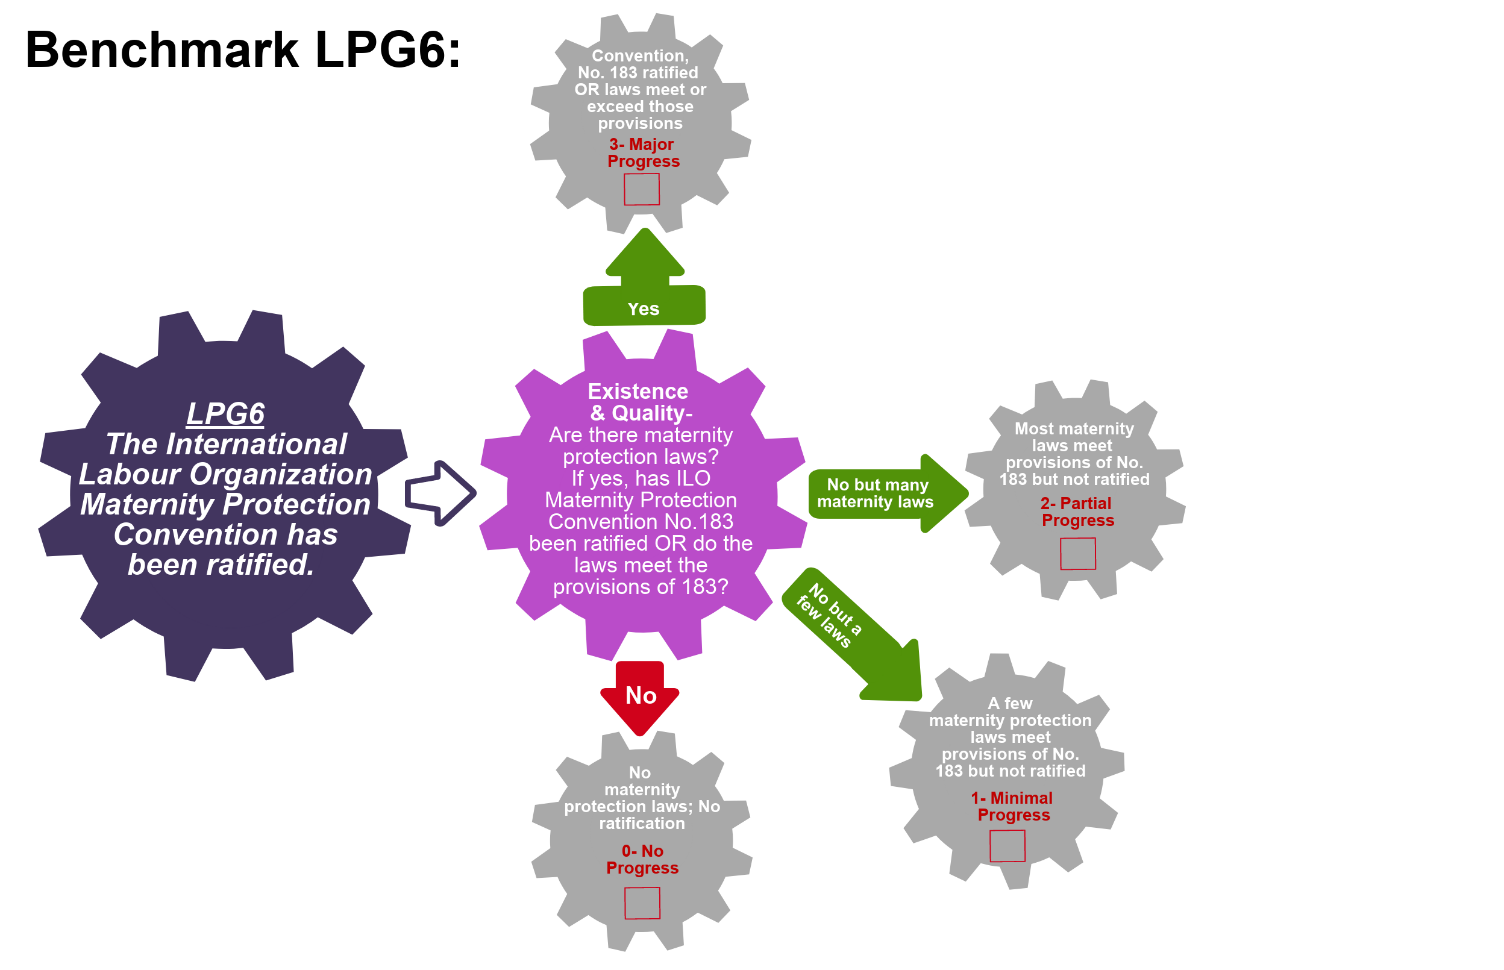 Benchmark LPG6:
Convention,
No. 183 ratified
OR laws meet or
exceed those
provisions
3- Major
Progress
Yes
LPG6
The International
Labour Organization
Maternity Protection
Convention has
been ratified.
Existence
& Quality-
Are there maternity
protection laws?
If yes, has ILO
Maternity Protection
Convention No.183
been ratified OR do the
laws meet the
provisions of 183?
No but many
maternity laws
Most maternity
laws meet
provisions of No.
183 but not ratified
2- Partial
Progress
No but a
few laws
A few
maternity protection
laws meet
provisions of No.
183 but not ratified
1- Minimal
Progress
No
No
maternity
protection laws; No
ratification
0- No
Progress